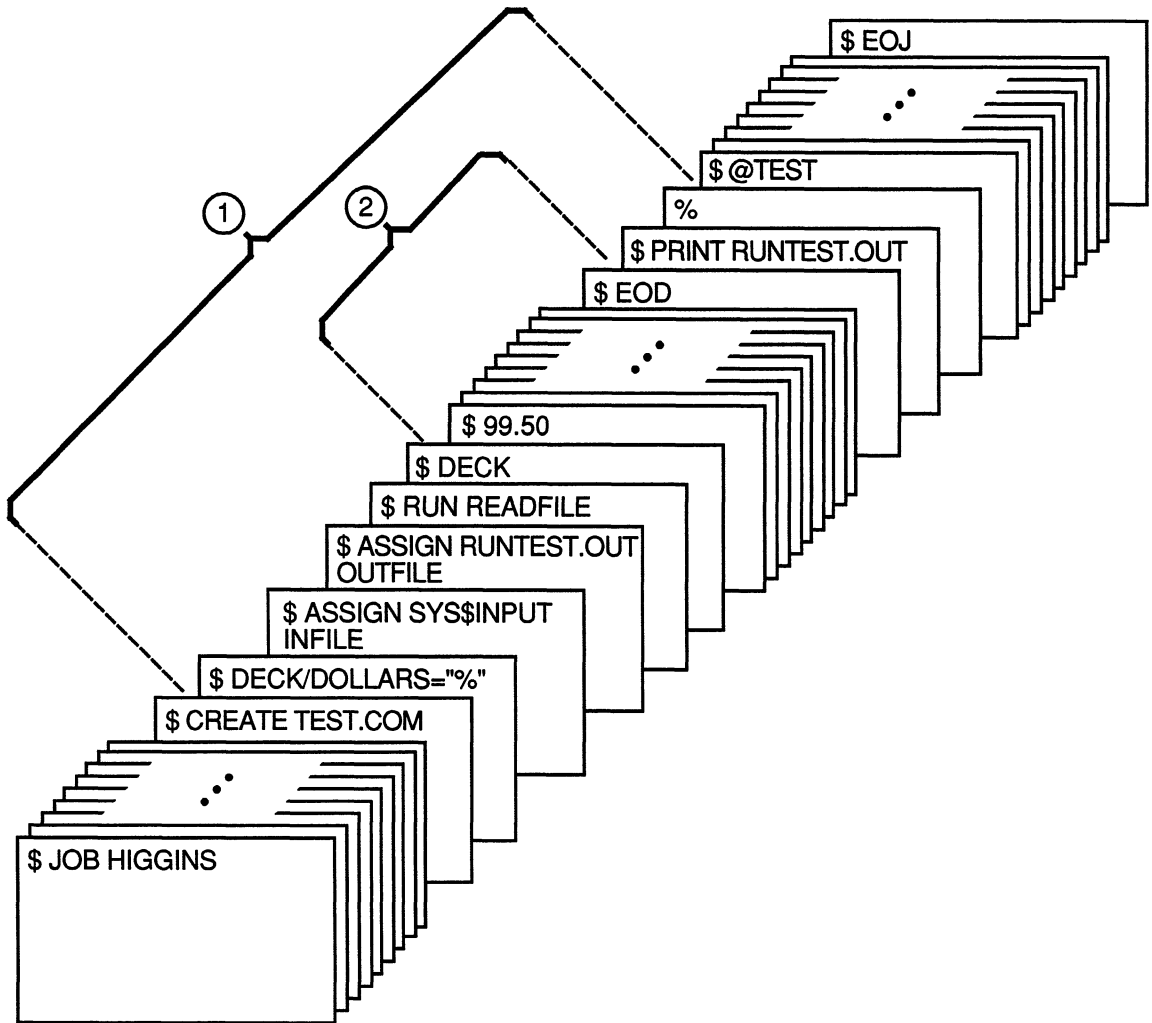 $ EOJ
$ @TEST
%
$ PRINT RUNTEST.OUT
$ EOD
$ 99.50
$ DECK
$ RUN READFILE
$ ASSIGN RUNTEST.OUT
OUTFILE
$ ASSIGN SYS$INPUT
INFILE
$ DECK/DOLLARS="%"
$ CREATE TEST.COM
$ JOB HIGGINS
1
2